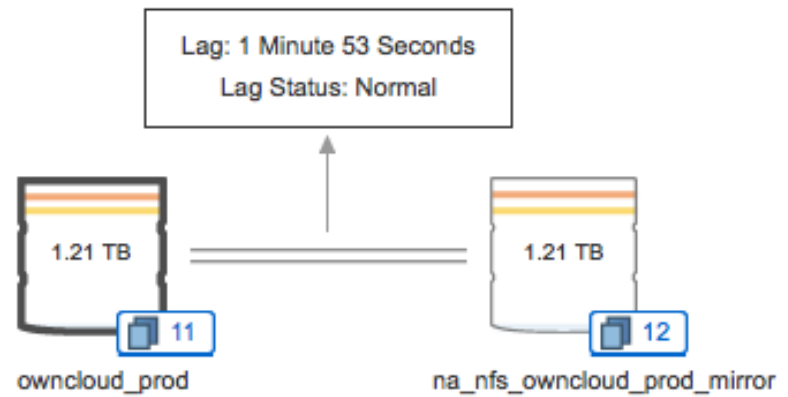 Lag: 1 Minute 53 Seconds
Lag Status: Normal
1.21 TB
1.21 TB
11
12
owncloud_prod
na_nfs_owncloud_prod_mirror